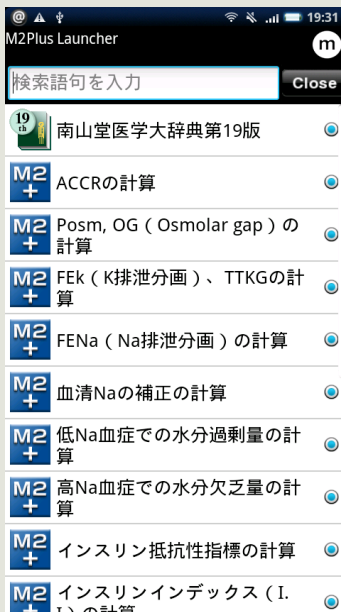 19:31
M2Plus Launcher
m
検索語句を入力
Close
19th
南山堂医学大辞典第19版
M2+
ACCRの計算
M2+
Posm, OG（Osmolar gap）の
計算
M2+
FEk（K排泄分画）、TTKGの計
算
M2+
FENa（Na排泄分画）の計算
M2+
血清Naの補正の計算
M2+
低Na血症での水分過剰量の計
算
M2+
高Na血症での水分欠乏量の計
算
M2+
インスリン抵抗性指標の計算
M2+
インスリンインデックス（I.
I.）の計算